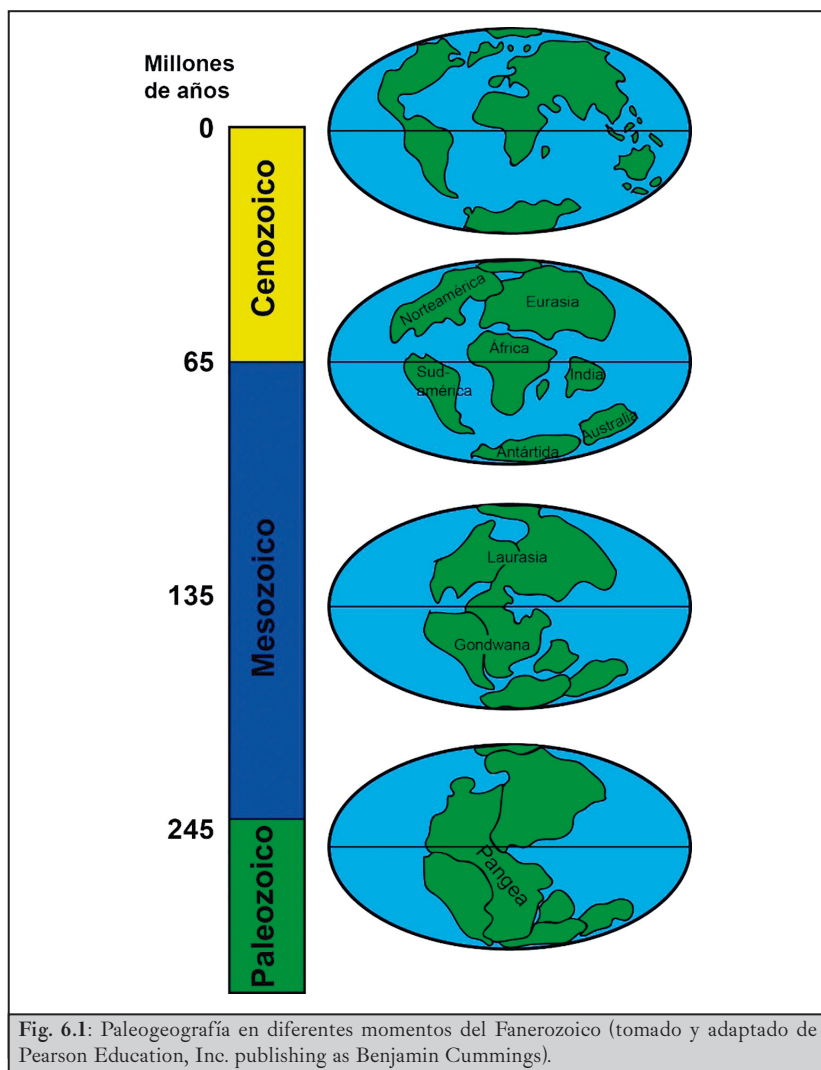 Millones
de años
0
Cenozoico
65
Norteamérica
Eurasia
África
Sud-
américa
India
Australia
Antártida
Mesozoico
135
Laurasia
Gondwana
245
Pangea
Paleozoico
Fig. 6.1: Paleogeografía en diferentes momentos del Fanerozoico (tomado y adaptado de
Pearson Education, Inc. publishing as Benjamin Cummings).